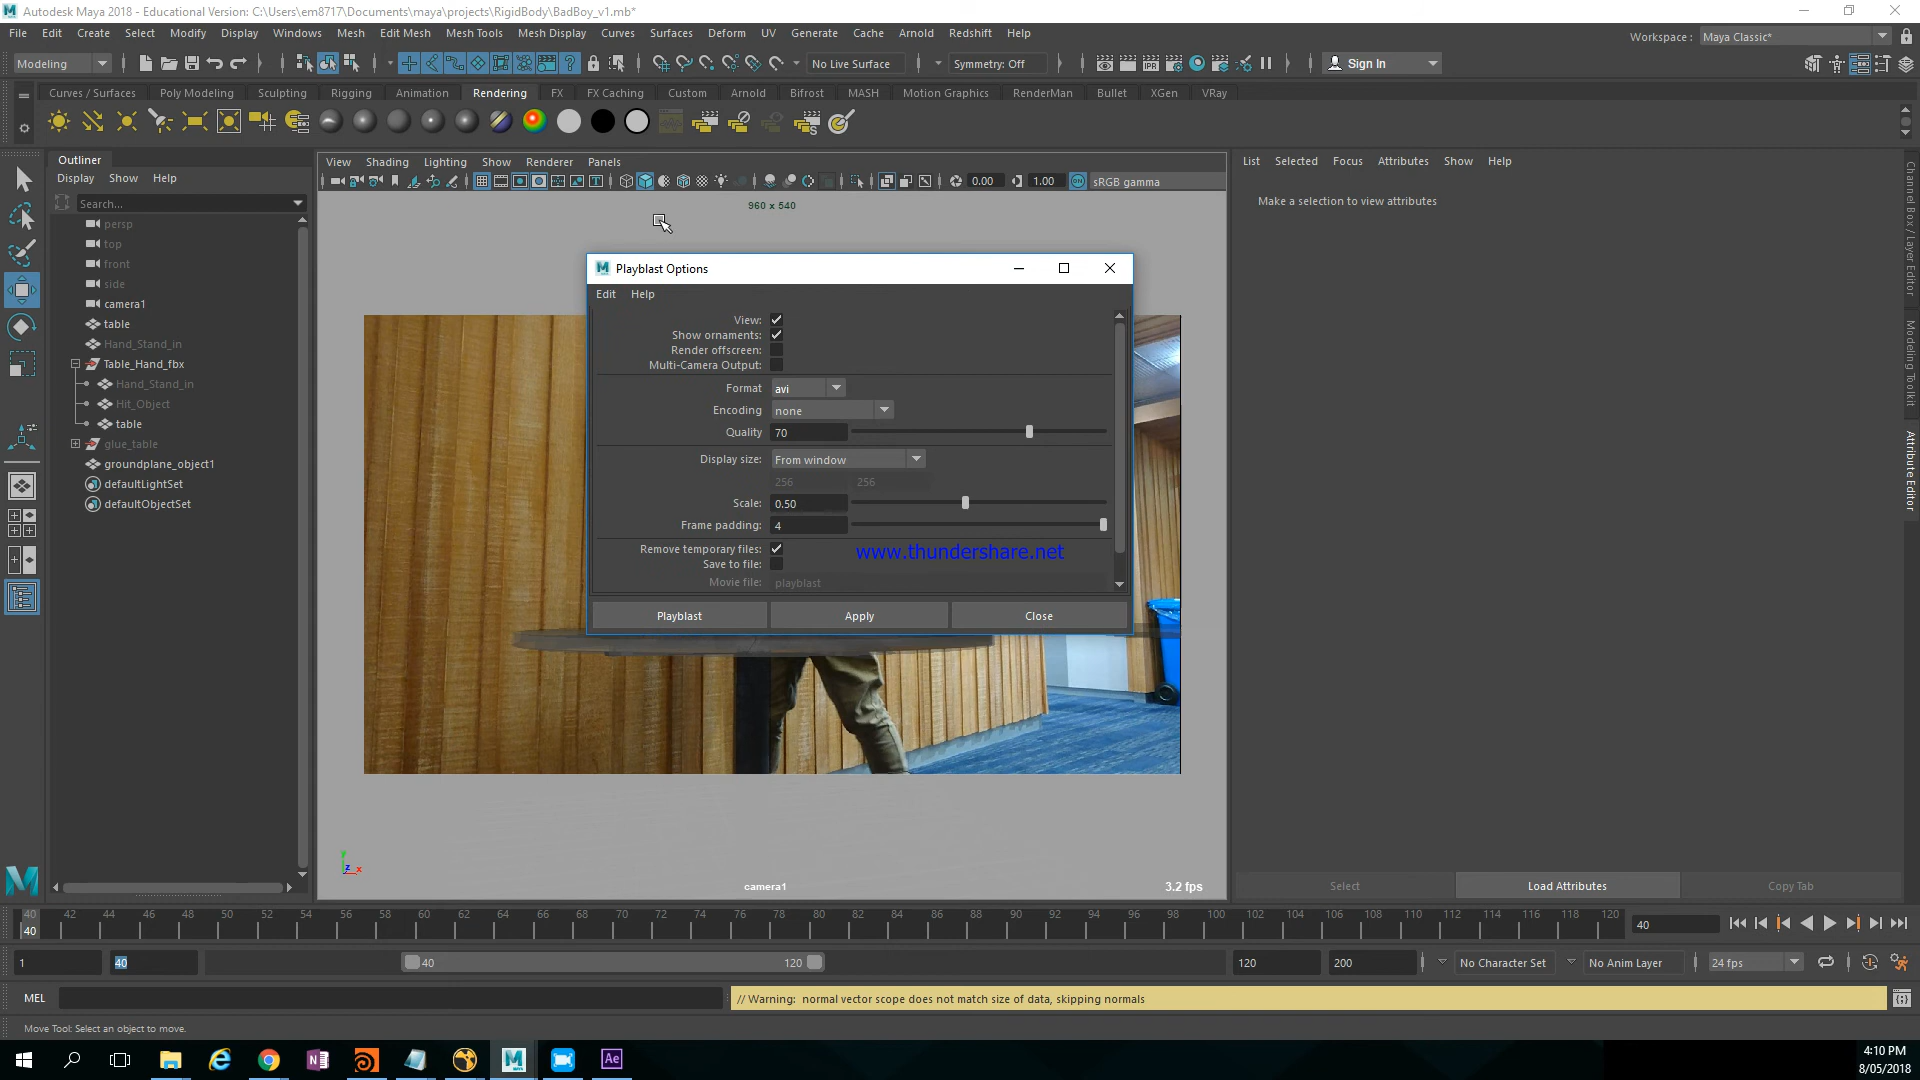 Autodesk Maya 2018 - Educational Version: C:\Users\em8717\Documents\maya\projects\RigidBody\BadBoy_v1.mb*
File Edit Create Select Modify Display Windows Mesh Edit Mesh Mesh Tools Mesh Display Curves Surfaces Deform UV Generate Cache Arnold Redshift Help
Workspace : Maya Classic*
Modeling No Live Surface Symmetry: Off Sign In
Curves / Surfaces Poly Modeling Sculpting Rigging Animation Rendering FX FX Caching Custom Arnold Bifrost MASH Motion Graphics RenderMan Bullet XGen VRay
Outliner
Display Show Help
Search...
persp
top
front
side
camera1
table
Hand_Stand_in
Table_Hand_fbx
Hand_Stand_in
Hit_Object
table
glue_table
groundplane_object1
defaultLightSet
defaultObjectSet
View Shading Lighting Show Renderer Panels
0.00 1.00 sRGB gamma
960 x 540
Playblast Options
Edit Help
View:
Show ornaments:
Render offscreen:
Multi-Camera Output:
Format avi
Encoding none
Quality 70
Display size: From window
256 256
Scale: 0.50
Frame padding: 4
Remove temporary files:
www.thundershare.net
Save to file:
Movie file: playblast
Playblast Apply Close
camera1
3.2 fps
List Selected Focus Attributes Show Help
Make a selection to view attributes
Select Load Attributes Copy Tab
Channel Box / Layer Editor
Modeling Toolkit
Attribute Editor
40 42 44 46 48 50 52 54 56 58 60 62 64 66 68 70 72 74 76 78 80 82 84 86 88 90 92 94 96 98 100 102 104 106 108 110 112 114 116 118 120
40
40
1 40 40 120 120 200 No Character Set No Anim Layer 24 fps
MEL // Warning: normal vector scope does not match size of data, skipping normals
Move Tool: Select an object to move.
Ae
4:10 PM
8/05/2018